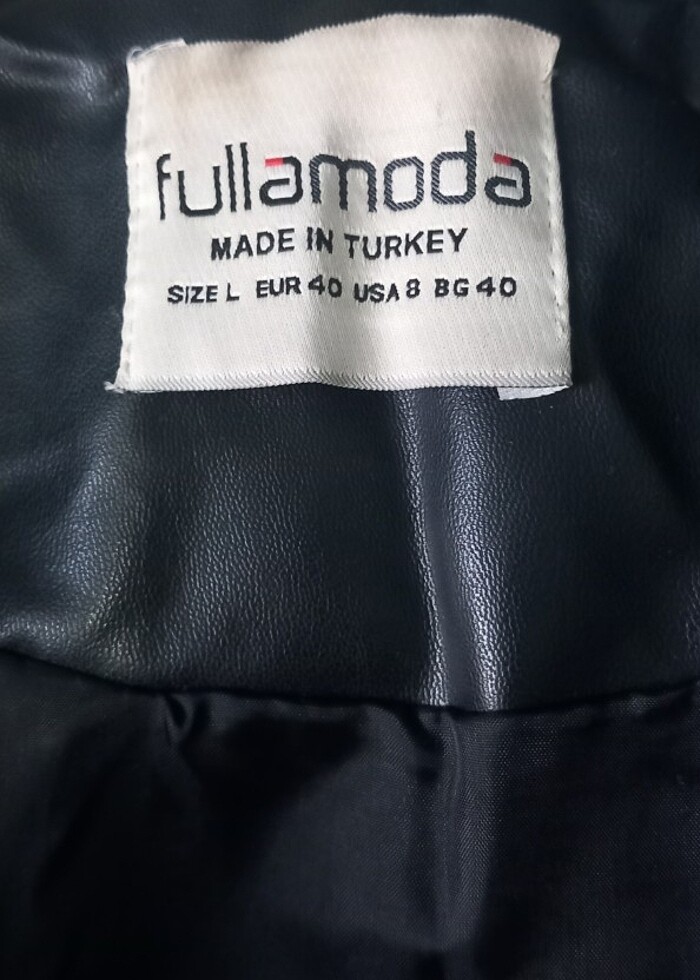 fullamoda
MADE IN TURKEY
SIZE L EUR 40 USA 8 BG 40